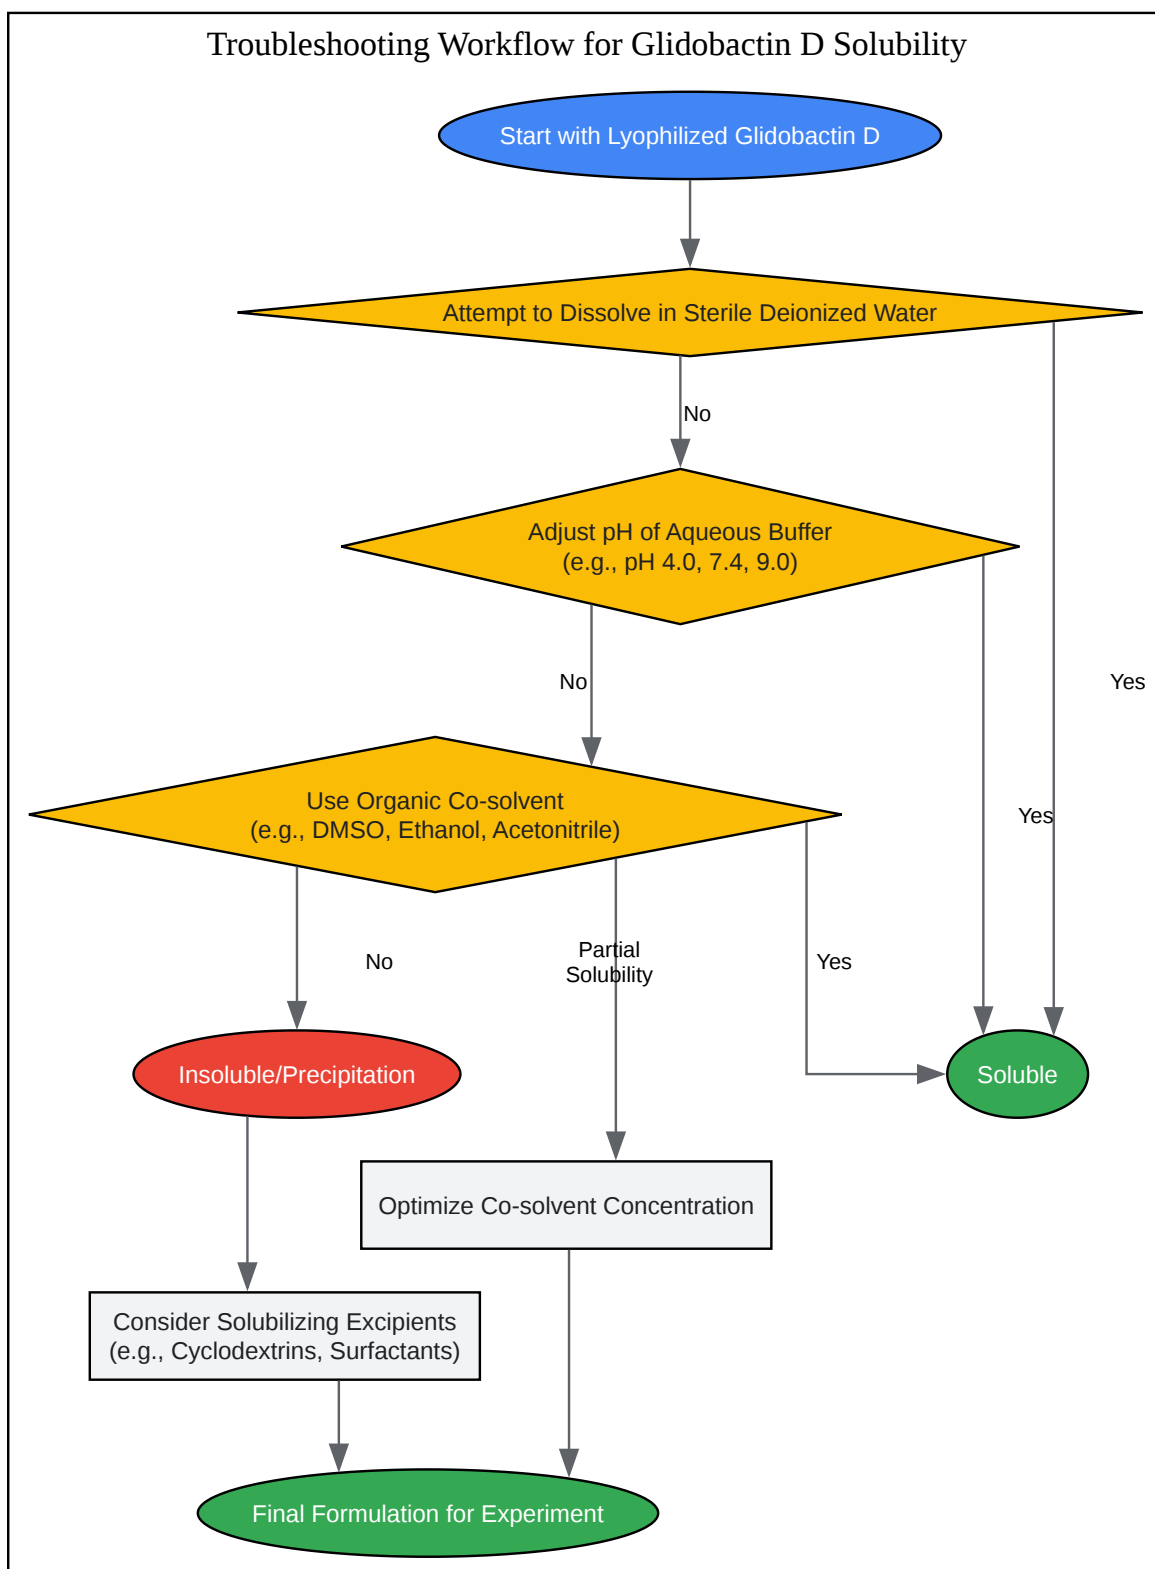 Troubleshooting Workflow for Glidobactin D Solubility
Start with Lyophilized Glidobactin D
Attempt to Dissolve in Sterile Deionized Water
No
Adjust pH of Aqueous Buffer
(e.g., pH 4.0, 7.4, 9.0)
No
Yes
Use Organic Co-solvent
(e.g., DMSO, Ethanol, Acetonitrile)
Yes
No
Partial
Solubility
Yes
Insoluble/Precipitation
Soluble
Optimize Co-solvent Concentration
Consider Solubilizing Excipients
(e.g., Cyclodextrins, Surfactants)
Final Formulation for Experiment